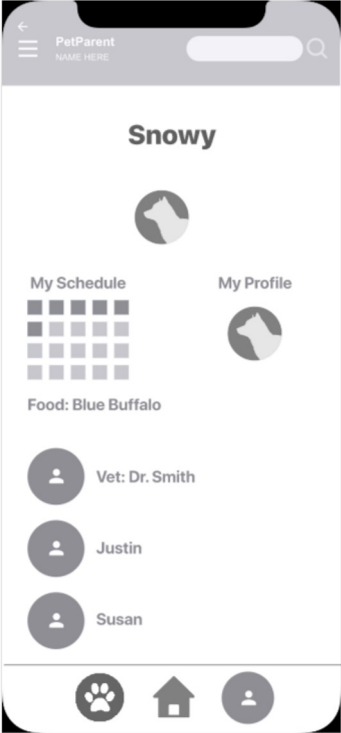 PetParent
NAME HERE
Snowy
My Schedule
My Profile
Food: Blue Buffalo
Vet: Dr. Smith
Justin
Susan